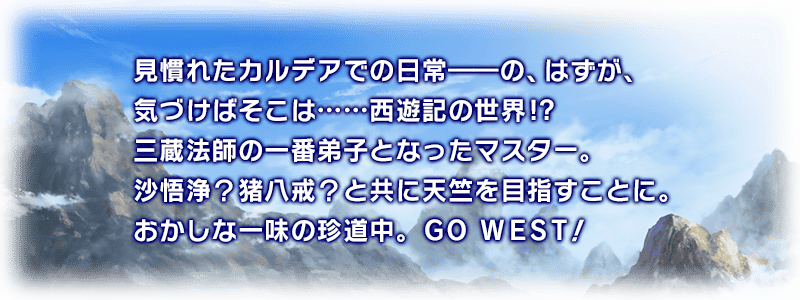 見慣れたカルデアでの日常――の、はずが、
気づけばそこは……西遊記の世界!?
三蔵法師の一番弟子となったマスター。
沙悟浄？猪八戒？と共に天竺を目指すことに。
おかしな一味の珍道中。GO WEST！